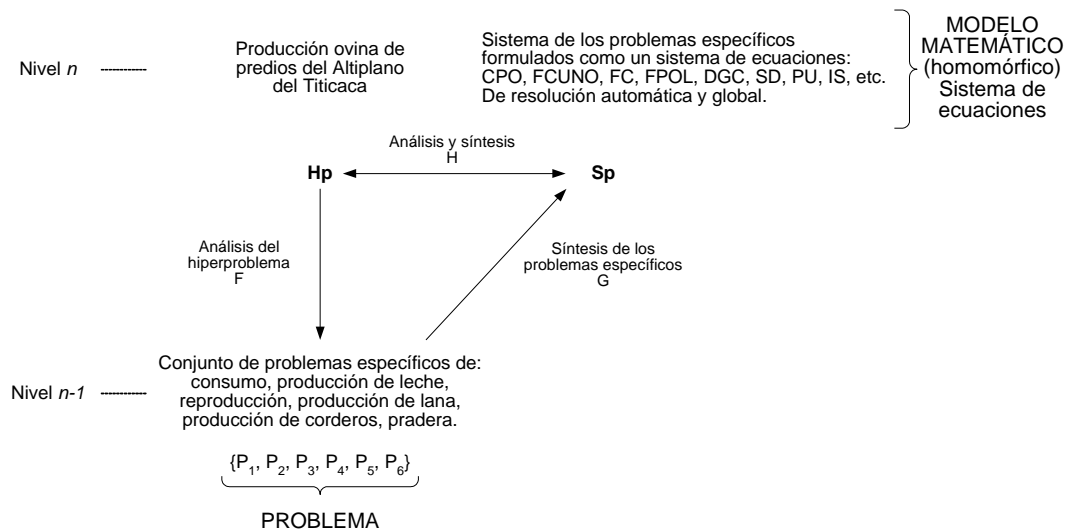 Nivel n
Producción ovina de
predios del Altiplano
del Titicaca
Sistema de los problemas específicos
formulados como un sistema de ecuaciones:
CPO, FCUNO, FC, FPOL, DGC, SD, PU, IS, etc.
De resolución automática y global.
MODELO
MATEMÁTICO
(homomórfico)
Sistema de
ecuaciones
Análisis y síntesis
H
Hp
Sp
Análisis del
hiperproblema
F
Síntesis de los
problemas específicos
G
Nivel n-1
Conjunto de problemas específicos de:
consumo, producción de leche,
reproducción, producción de lana,
producción de corderos, pradera.
{P1, P2, P3, P4, P5, P6}
PROBLEMA